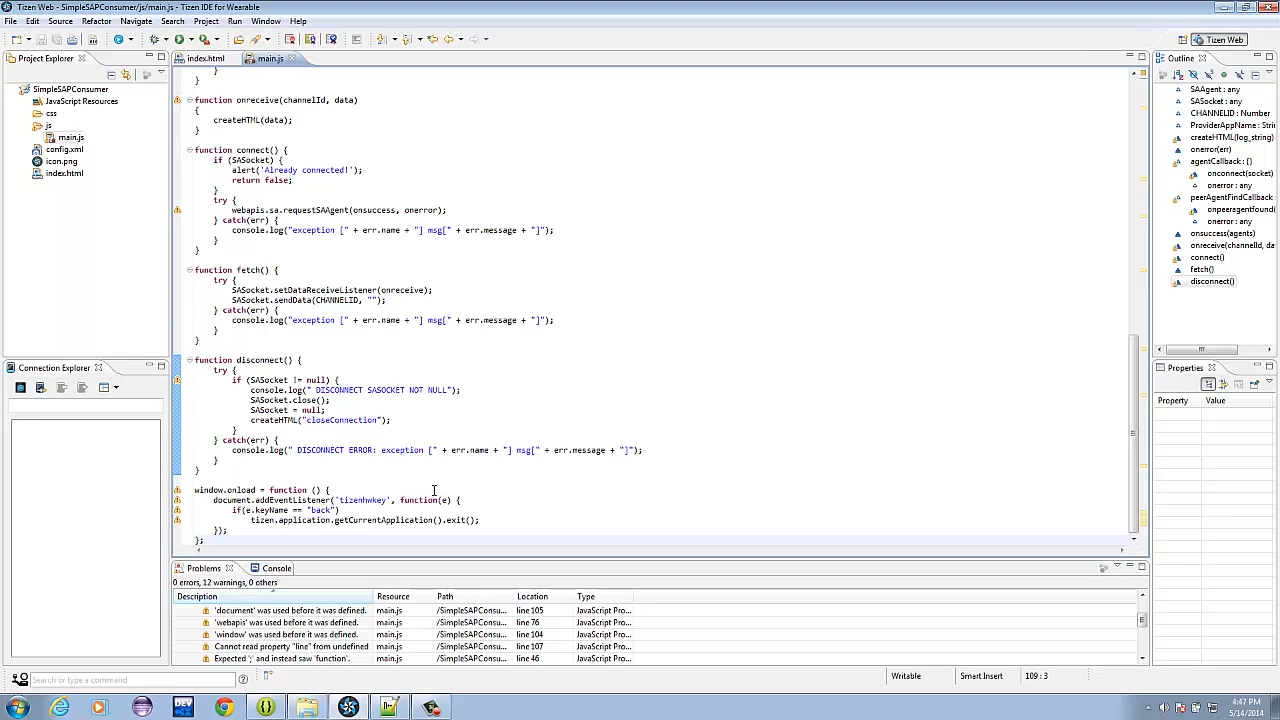 Tizen Web - SimpleSAPConsumer/js/main.js - Tizen IDE for Wearable
File Edit Source Refactor Navigate Search Project Run Window Help
Tizen Web
Project Explorer
SimpleSAPConsumer
JavaScript Resources
css
js
main.js
config.xml
icon.png
index.html
Connection Explorer
Search or type a command
index.html
main.js
}
}
function onreceive(channelId, data)
{
createHTML(data);
}
function connect() {
if (SASocket) {
alert('Already connected!');
return false;
}
try {
webapis.sa.requestSAAgent(onsuccess, onerror);
} catch(err) {
console.log("exception [" + err.name + "] msg[" + err.message + "]");
}
}
function fetch() {
try {
SASocket.setDataReceiveListener(onreceive);
SASocket.sendData(CHANNELID, "");
} catch(err) {
console.log("exception [" + err.name + "] msg[" + err.message + "]");
}
}
function disconnect() {
try {
if (SASocket != null) {
console.log(" DISCONNECT SASOCKET NOT NULL");
SASocket.close();
SASocket = null;
createHTML("closeConnection");
}
} catch(err) {
console.log(" DISCONNECT ERROR: exception [" + err.name + "] msg[" + err.message + "]");
}
}
window.onload = function () {
document.addEventListener('tizenhwkey', function(e) {
if(e.keyName == "back")
tizen.application.getCurrentApplication().exit();
});
};
Problems
Console
0 errors, 12 warnings, 0 others
Description Resource Path Location Type
'document' was used before it was defined. main.js /SimpleSAPConsu... line 105 JavaScript Pro...
'webapis' was used before it was defined. main.js /SimpleSAPConsu... line 76 JavaScript Pro...
'window' was used before it was defined. main.js /SimpleSAPConsu... line 104 JavaScript Pro...
Cannot read property "line" from undefined main.js /SimpleSAPConsu... line 107 JavaScript Pro...
Expected ';' and instead saw 'function'. main.js /SimpleSAPConsu... line 46 JavaScript Pro...
Outline
SAAgent : any
SASocket : any
CHANNELID : Number
ProviderAppName : Strin
createHTML(log_string)
onerror(err)
agentCallback : {}
onconnect(socket)
onerror : any
peerAgentFindCallback
onpeeragentfound(
onerror : any
onsuccess(agents)
onreceive(channelId, da
connect()
fetch()
disconnect()
Properties
Property Value
Writable Smart Insert 109 : 3
DEV
4:47 PM
5/14/2014